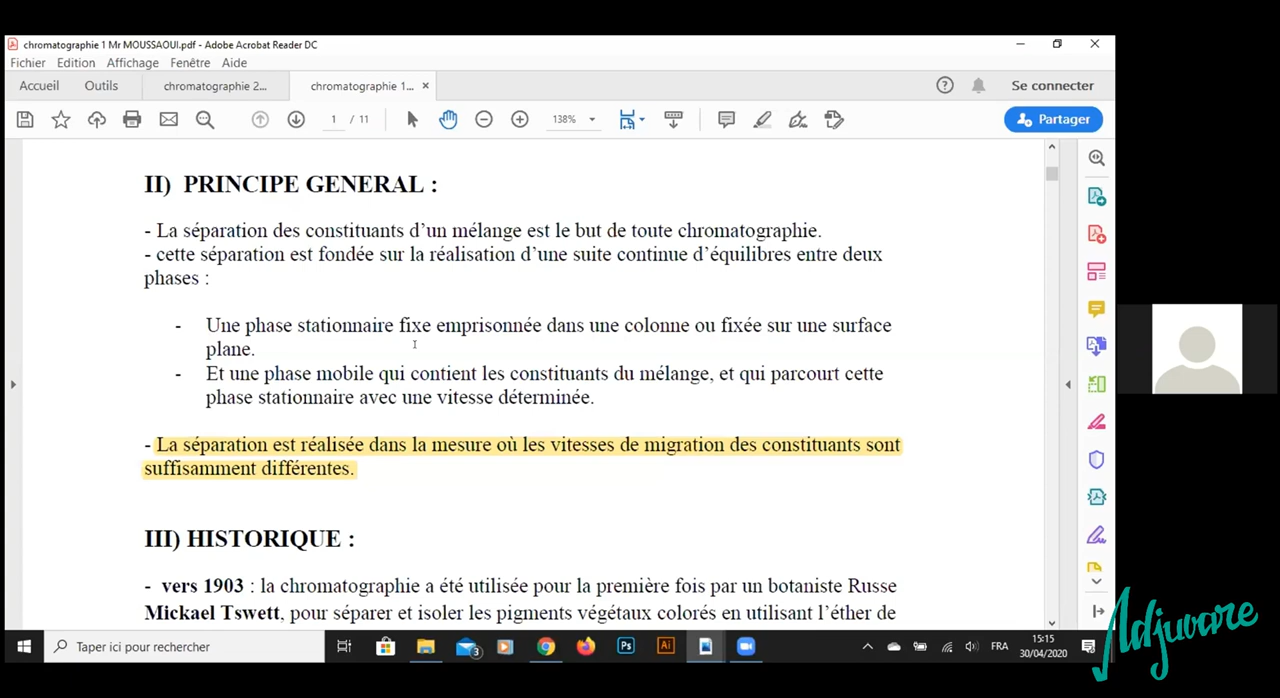 chromatographie 1 Mr MOUSSAOUI.pdf - Adobe Acrobat Reader DC
Fichier Edition Affichage Fenêtre Aide
Accueil Outils chromatographie 2... chromatographie 1... × Se connecter
1 / 11 138% Partager
II) PRINCIPE GENERAL :
- La séparation des constituants d’un mélange est le but de toute chromatographie.
- cette séparation est fondée sur la réalisation d’une suite continue d’équilibres entre deux
phases :
- Une phase stationnaire fixe emprisonnée dans une colonne ou fixée sur une surface
plane.
- Et une phase mobile qui contient les constituants du mélange, et qui parcourt cette
phase stationnaire avec une vitesse déterminée.
- La séparation est réalisée dans la mesure où les vitesses de migration des constituants sont
suffisamment différentes.
III) HISTORIQUE :
- vers 1903 : la chromatographie a été utilisée pour la première fois par un botaniste Russe
Mickael Tswett, pour séparer et isoler les pigments végétaux colorés en utilisant l’éther de
Adjuvare
Taper ici pour rechercher 3 Ps Ai FRA 15:15
30/04/2020